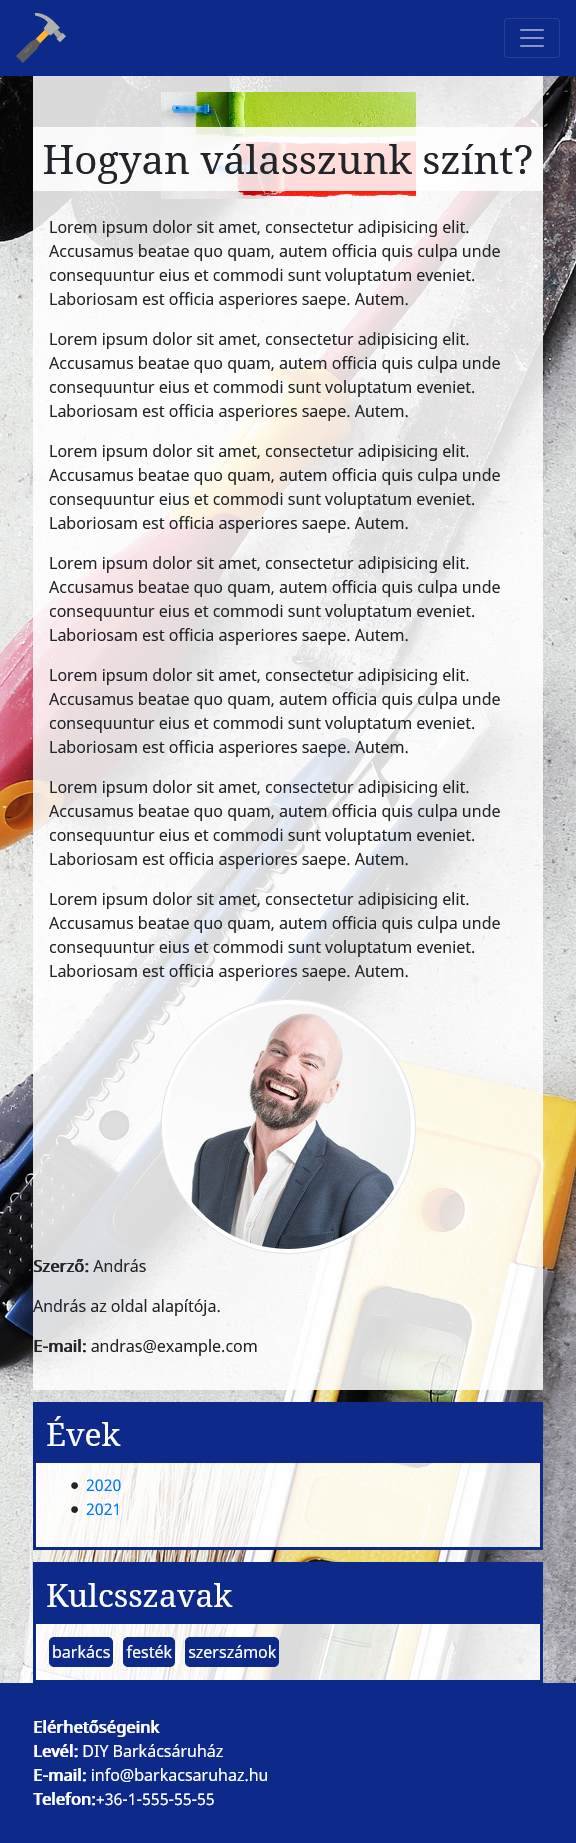 Hogyan válasszunk színt?
Lorem ipsum dolor sit amet, consectetur adipisicing elit.
Accusamus beatae quo quam, autem officia quis culpa unde
consequuntur eius et commodi sunt voluptatum eveniet.
Laboriosam est officia asperiores saepe. Autem.
Lorem ipsum dolor sit amet, consectetur adipisicing elit.
Accusamus beatae quo quam, autem officia quis culpa unde
consequuntur eius et commodi sunt voluptatum eveniet.
Laboriosam est officia asperiores saepe. Autem.
Lorem ipsum dolor sit amet, consectetur adipisicing elit.
Accusamus beatae quo quam, autem officia quis culpa unde
consequuntur eius et commodi sunt voluptatum eveniet.
Laboriosam est officia asperiores saepe. Autem.
Lorem ipsum dolor sit amet, consectetur adipisicing elit.
Accusamus beatae quo quam, autem officia quis culpa unde
consequuntur eius et commodi sunt voluptatum eveniet.
Laboriosam est officia asperiores saepe. Autem.
Lorem ipsum dolor sit amet, consectetur adipisicing elit.
Accusamus beatae quo quam, autem officia quis culpa unde
consequuntur eius et commodi sunt voluptatum eveniet.
Laboriosam est officia asperiores saepe. Autem.
Lorem ipsum dolor sit amet, consectetur adipisicing elit.
Accusamus beatae quo quam, autem officia quis culpa unde
consequuntur eius et commodi sunt voluptatum eveniet.
Laboriosam est officia asperiores saepe. Autem.
Lorem ipsum dolor sit amet, consectetur adipisicing elit.
Accusamus beatae quo quam, autem officia quis culpa unde
consequuntur eius et commodi sunt voluptatum eveniet.
Laboriosam est officia asperiores saepe. Autem.
Szerző: András
András az oldal alapítója.
E-mail: andras@example.com
Évek
2020
2021
Kulcsszavak
barkács festék szerszámok
Elérhetőségeink
Levél: DIY Barkácsáruház
E-mail: info@barkacsaruhaz.hu
Telefon:+36-1-555-55-55